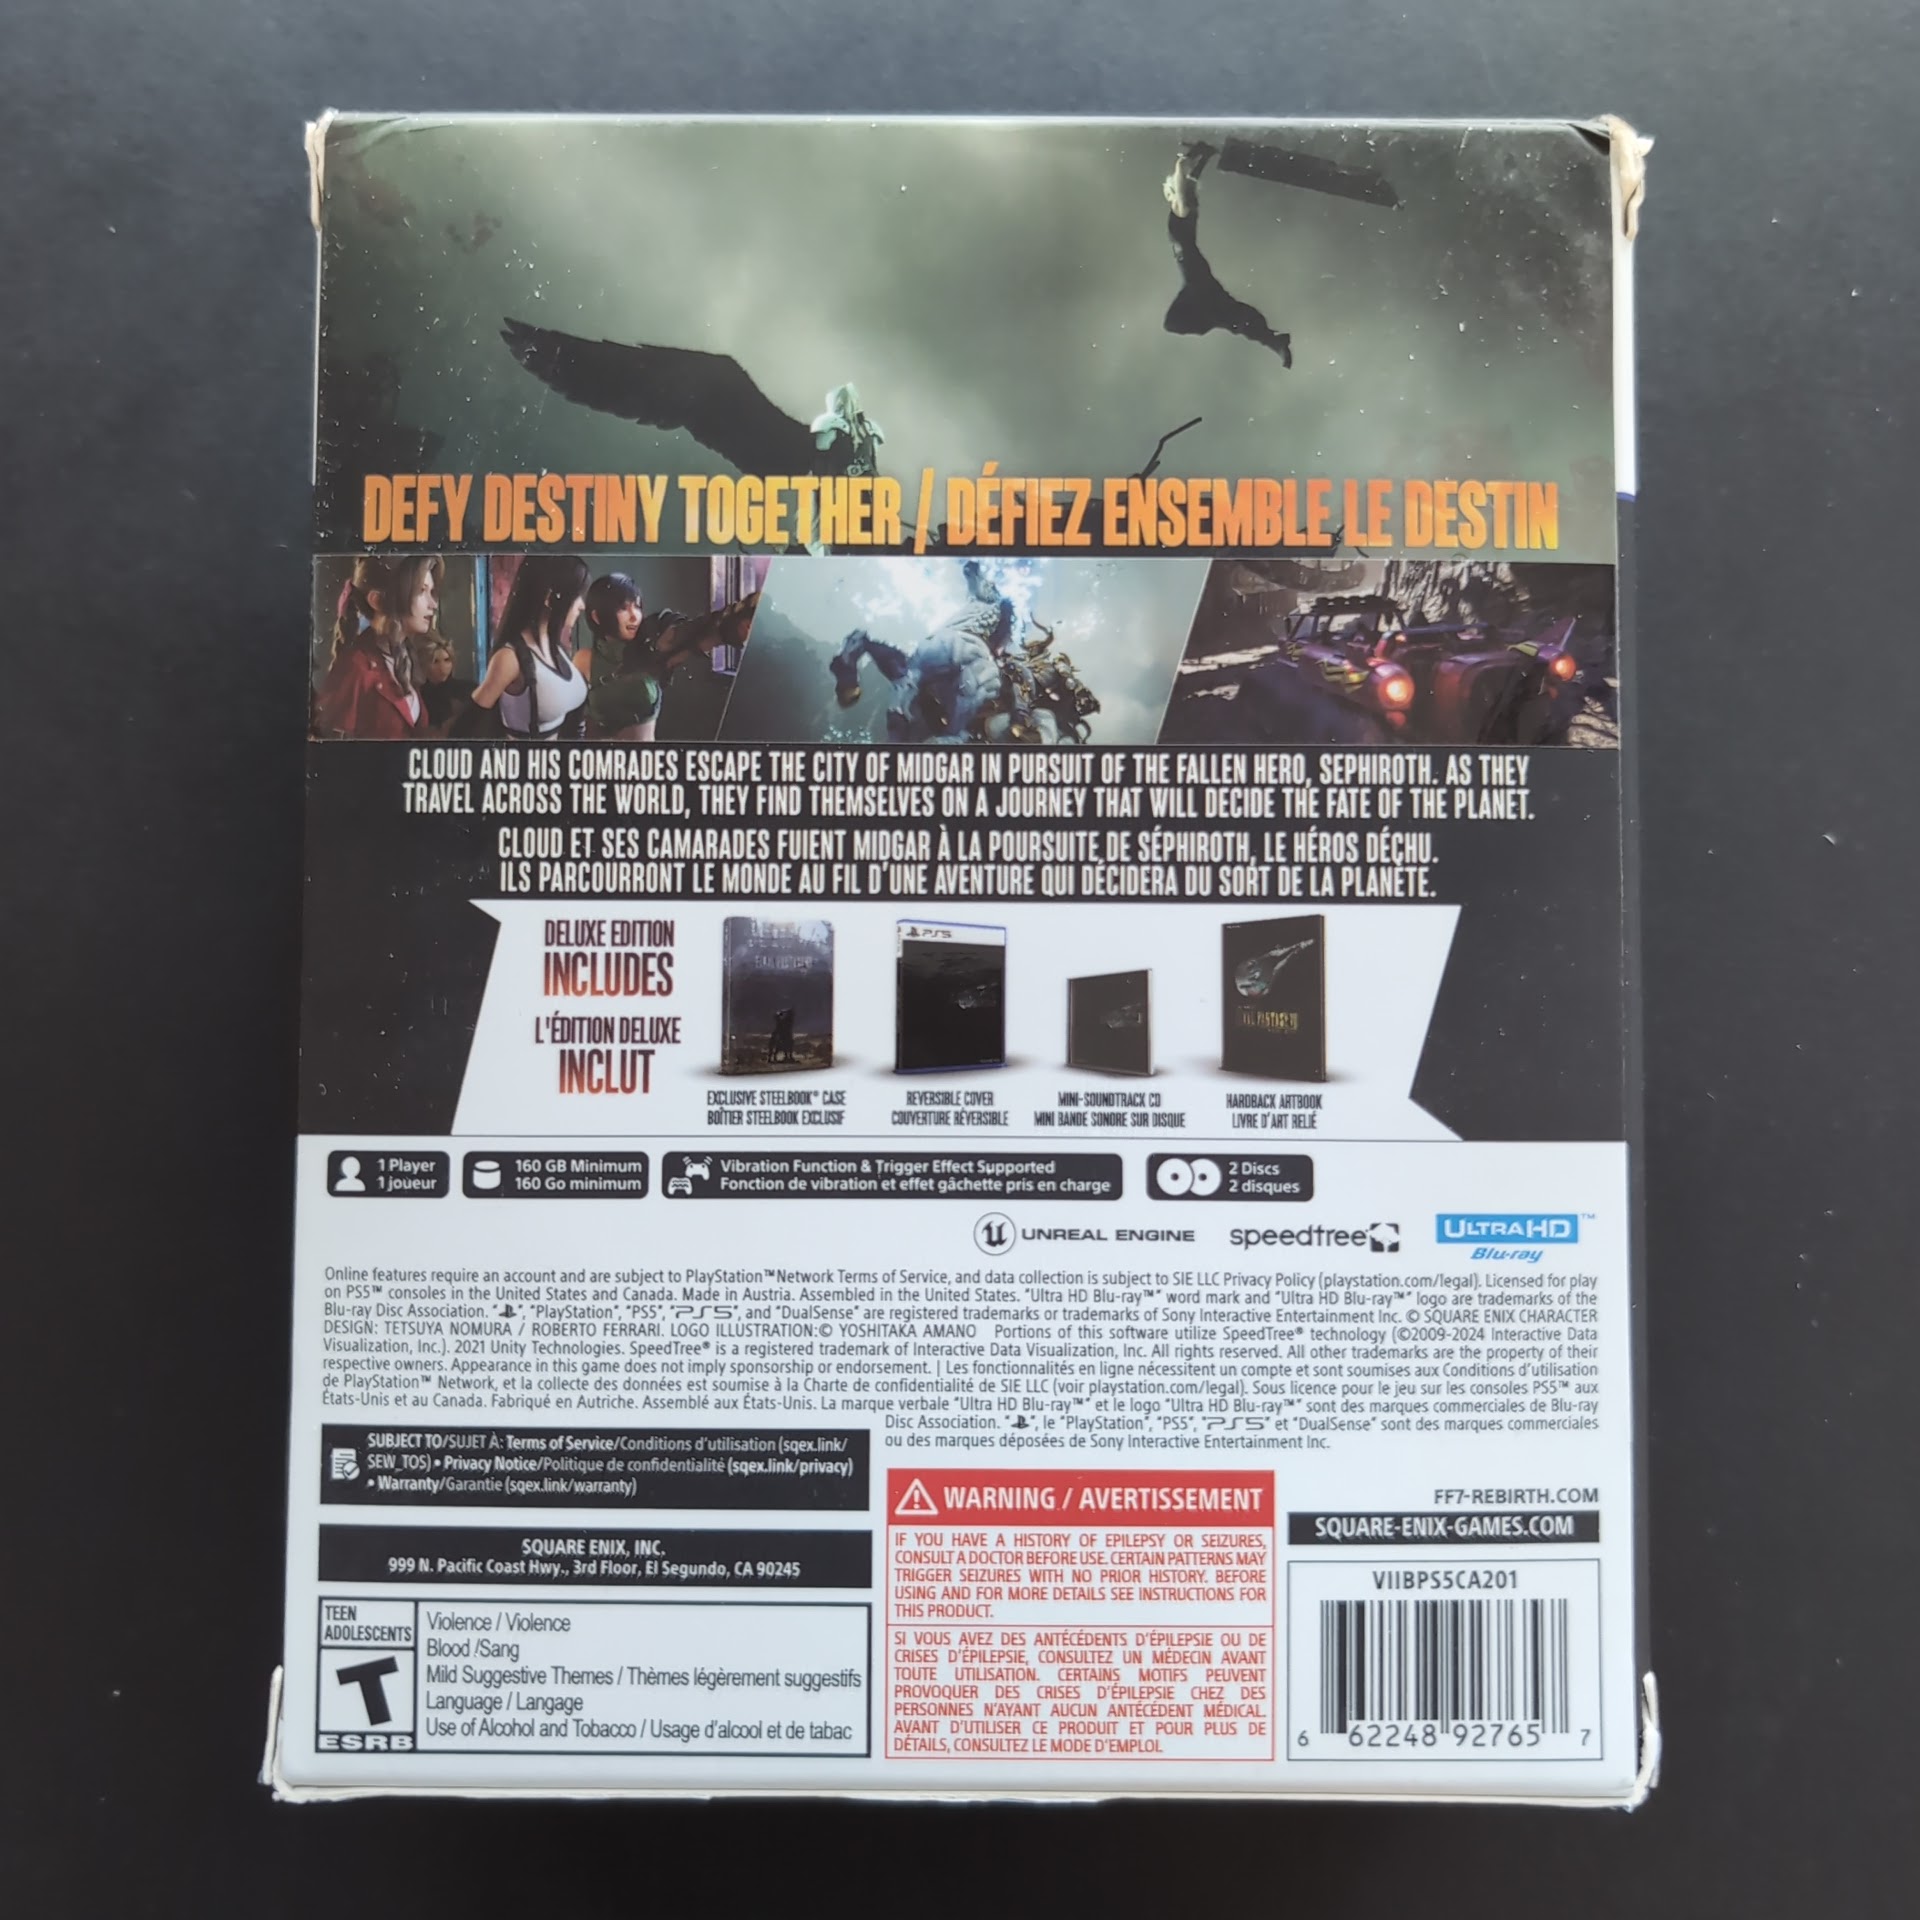 DEFY DESTINY TOGETHER / DÉFIEZ ENSEMBLE LE DESTIN
CLOUD AND HIS COMRADES ESCAPE THE CITY OF MIDGAR IN PURSUIT OF THE FALLEN HERO, SEPHIROTH. AS THEY
TRAVEL ACROSS THE WORLD, THEY FIND THEMSELVES ON A JOURNEY THAT WILL DECIDE THE FATE OF THE PLANET.
CLOUD ET SES CAMARADES FUIENT MIDGAR À LA POURSUITE DE SÉPHIROTH, LE HÉROS DÉCHU.
ILS PARCOURRONT LE MONDE AU FIL D'UNE AVENTURE QUI DÉCIDERA DU SORT DE LA PLANÈTE.
DELUXE EDITION
INCLUDES
L'ÉDITION DELUXE
INCLUT
PS5
EXCLUSIVE STEELBOOK® CASE
BOÎTIER STEELBOOK EXCLUSIF
REVERSIBLE COVER
COUVERTURE RÉVERSIBLE
MINI-SOUNDTRACK CD
MINI BANDE SONORE SUR DISQUE
HARDBACK ARTBOOK
LIVRE D'ART RELIÉ
1 Player
1 joueur
160 GB Minimum
160 Go minimum
Vibration Function & Trigger Effect Supported
Fonction de vibration et effet gâchette pris en charge
2 Discs
2 disques
UNREAL ENGINE
speedtree
ULTRA HD™
Blu-ray
Online features require an account and are subject to PlayStation™Network Terms of Service, and data collection is subject to SIE LLC Privacy Policy (playstation.com/legal). Licensed for play
on PS5™ consoles in the United States and Canada. Made in Austria. Assembled in the United States. "Ultra HD Blu-ray™" word mark and "Ultra HD Blu-ray™" logo are trademarks of the
Blu-ray Disc Association. "", "PlayStation", "PS5", "PS5", and "DualSense" are registered trademarks or trademarks of Sony Interactive Entertainment Inc. © SQUARE ENIX CHARACTER
DESIGN: TETSUYA NOMURA / ROBERTO FERRARI. LOGO ILLUSTRATION:© YOSHITAKA AMANO Portions of this software utilize SpeedTree® technology (©2009-2024 Interactive Data
Visualization, Inc.). 2021 Unity Technologies. SpeedTree® is a registered trademark of Interactive Data Visualization, Inc. All rights reserved. All other trademarks are the property of their
respective owners. Appearance in this game does not imply sponsorship or endorsement. | Les fonctionnalités en ligne nécessitent un compte et sont soumises aux Conditions d'utilisation
de PlayStation™ Network, et la collecte des données est soumise à la Charte de confidentialité de SIE LLC (voir playstation.com/legal). Sous licence pour le jeu sur les consoles PS5™ aux
États-Unis et au Canada. Fabriqué en Autriche. Assemblé aux États-Unis. La marque verbale "Ultra HD Blu-ray™" et le logo "Ultra HD Blu-ray™" sont des marques commerciales de Blu-ray
Disc Association. "", le "PlayStation", "PS5", "PS5" et "DualSense" sont des marques commerciales
ou des marques déposées de Sony Interactive Entertainment Inc.
SUBJECT TO/SUJET À: Terms of Service/Conditions d'utilisation (sqex.link/
SEW_TOS) • Privacy Notice/Politique de confidentialité (sqex.link/privacy)
• Warranty/Garantie (sqex.link/warranty)
SQUARE ENIX, INC.
999 N. Pacific Coast Hwy., 3rd Floor, El Segundo, CA 90245
TEEN
ADOLESCENTS
T
ESRB
Violence / Violence
Blood /Sang
Mild Suggestive Themes / Thèmes légèrement suggestifs
Language / Langage
Use of Alcohol and Tobacco / Usage d'alcool et de tabac
WARNING / AVERTISSEMENT
IF YOU HAVE A HISTORY OF EPILEPSY OR SEIZURES,
CONSULT A DOCTOR BEFORE USE. CERTAIN PATTERNS MAY
TRIGGER SEIZURES WITH NO PRIOR HISTORY. BEFORE
USING AND FOR MORE DETAILS SEE INSTRUCTIONS FOR
THIS PRODUCT.
SI VOUS AVEZ DES ANTÉCÉDENTS D'ÉPILEPSIE OU DE
CRISES D'ÉPILEPSIE, CONSULTEZ UN MÉDECIN AVANT
TOUTE UTILISATION. CERTAINS MOTIFS PEUVENT
PROVOQUER DES CRISES D'ÉPILEPSIE CHEZ DES
PERSONNES N'AYANT AUCUN ANTÉCÉDENT MÉDICAL.
AVANT D'UTILISER CE PRODUIT ET POUR PLUS DE
DÉTAILS, CONSULTEZ LE MODE D'EMPLOI.
FF7-REBIRTH.COM
SQUARE-ENIX-GAMES.COM
VIIBPS5CA201
6 62248 92765 7